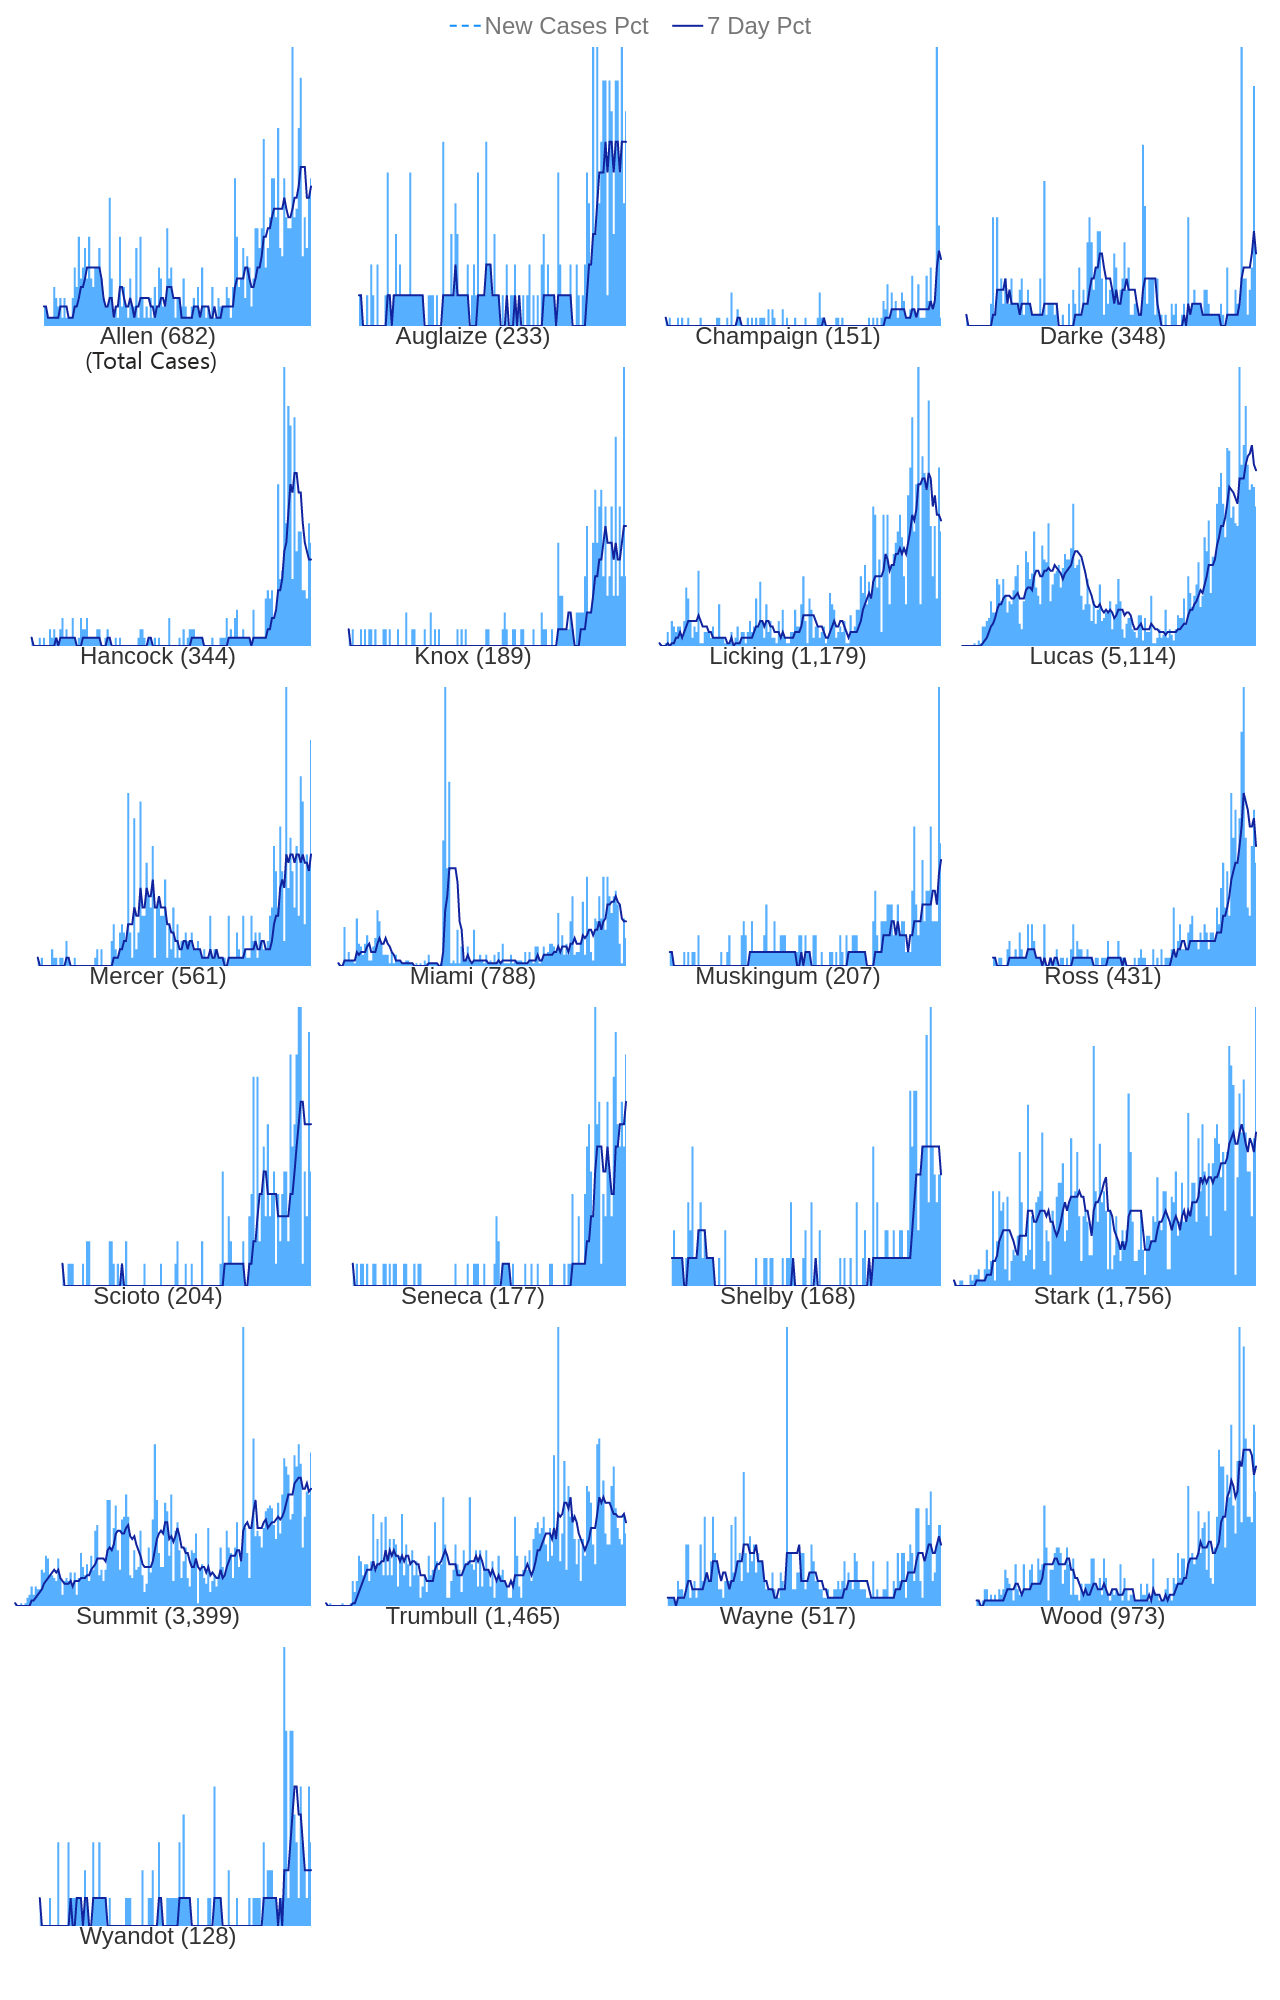 New Cases Pct 7 Day Pct
Allen (682) Auglaize (233) Champaign (151) Darke (348)
(Total Cases)
Hancock (344) Knox (189) Licking (1,179) Lucas (5,114)
Mercer (561) Miami (788) Muskingum (207) Ross (431)
Scioto (204) Seneca (177) Shelby (168) Stark (1,756)
Summit (3,399) Trumbull (1,465) Wayne (517) Wood (973)
Wyandot (128)